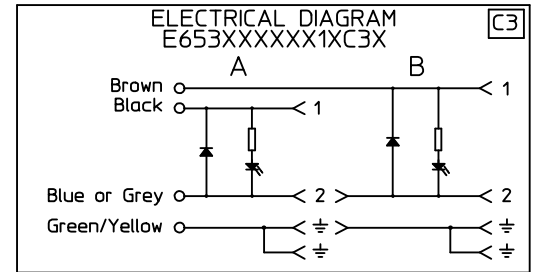 ELECTRICAL DIAGRAM
C3
E653XXXXXX1XC3X
A B
Brown 1
Black 1
Blue or Grey 2 2
Green/Yellow